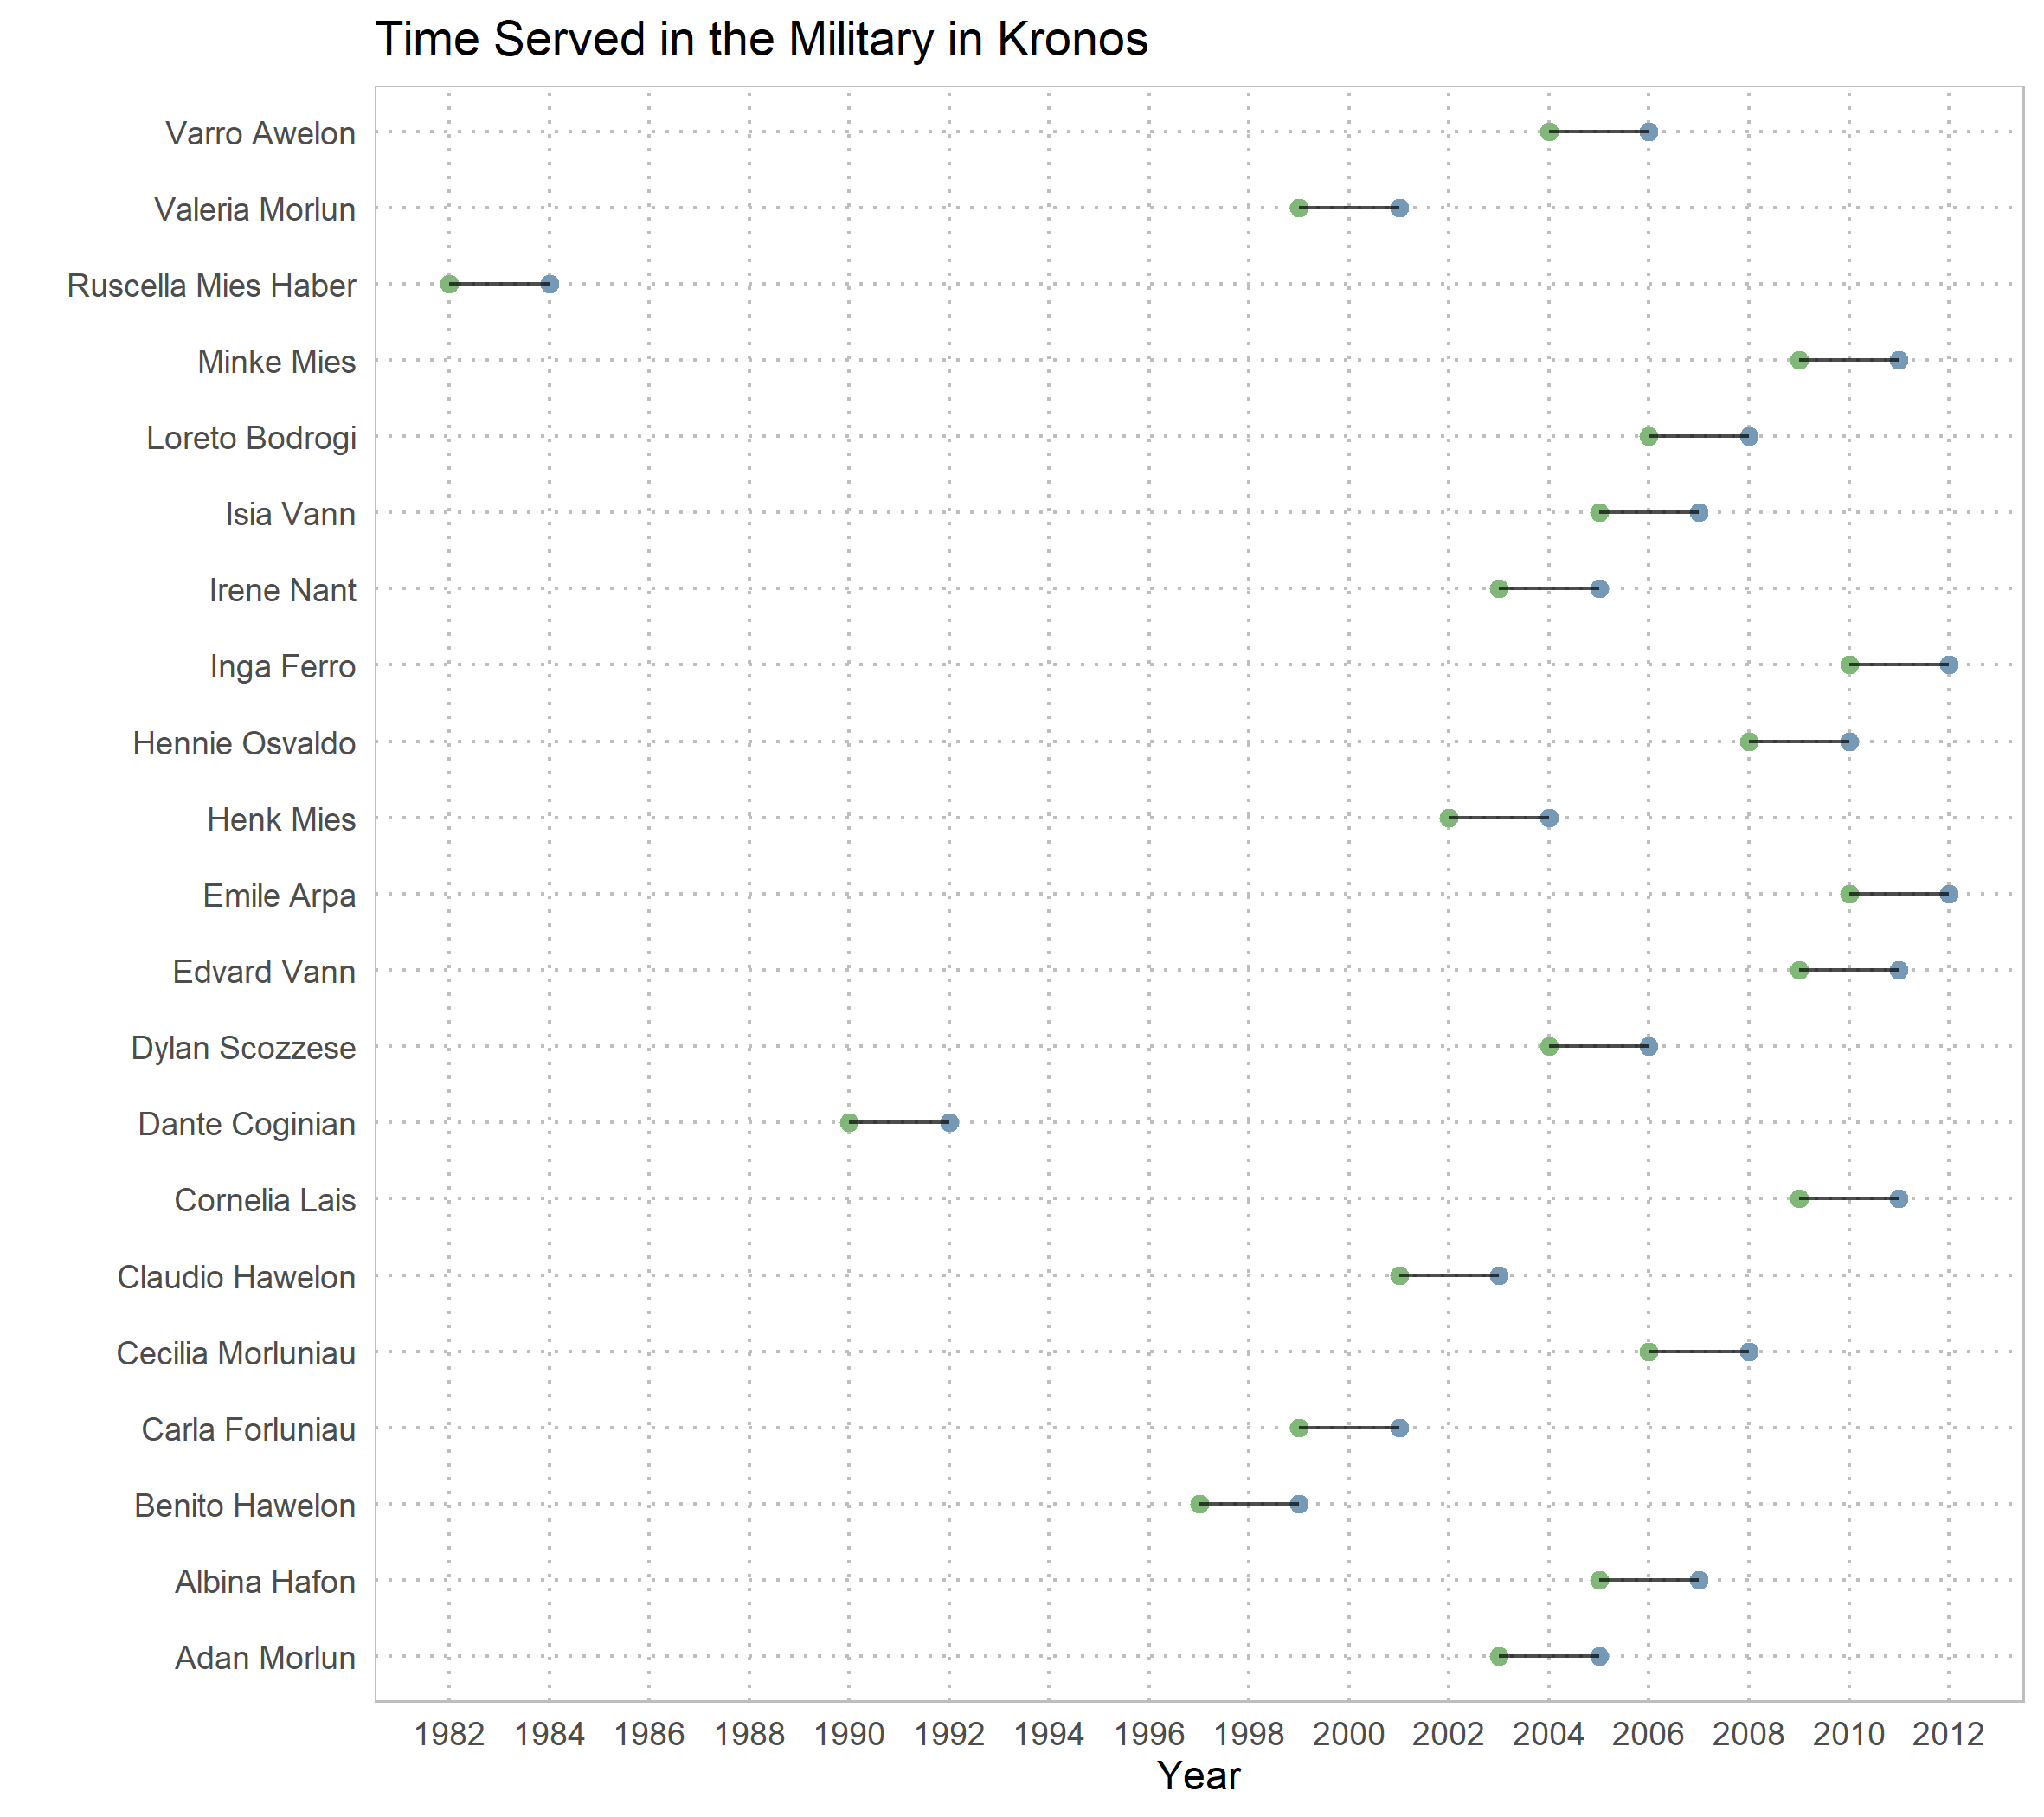 Time Served in the Military in Kronos
Varro Awelon
Valeria Morlun
Ruscella Mies Haber
Minke Mies
Loreto Bodrogi
Isia Vann
Irene Nant
Inga Ferro
Hennie Osvaldo
Henk Mies
Emile Arpa
Edvard Vann
Dylan Scozzese
Dante Coginian
Cornelia Lais
Claudio Hawelon
Cecilia Morluniau
Carla Forluniau
Benito Hawelon
Albina Hafon
Adan Morlun
1982 1984 1986 1988 1990 1992 1994 1996 1998 2000 2002 2004 2006 2008 2010 2012
Year